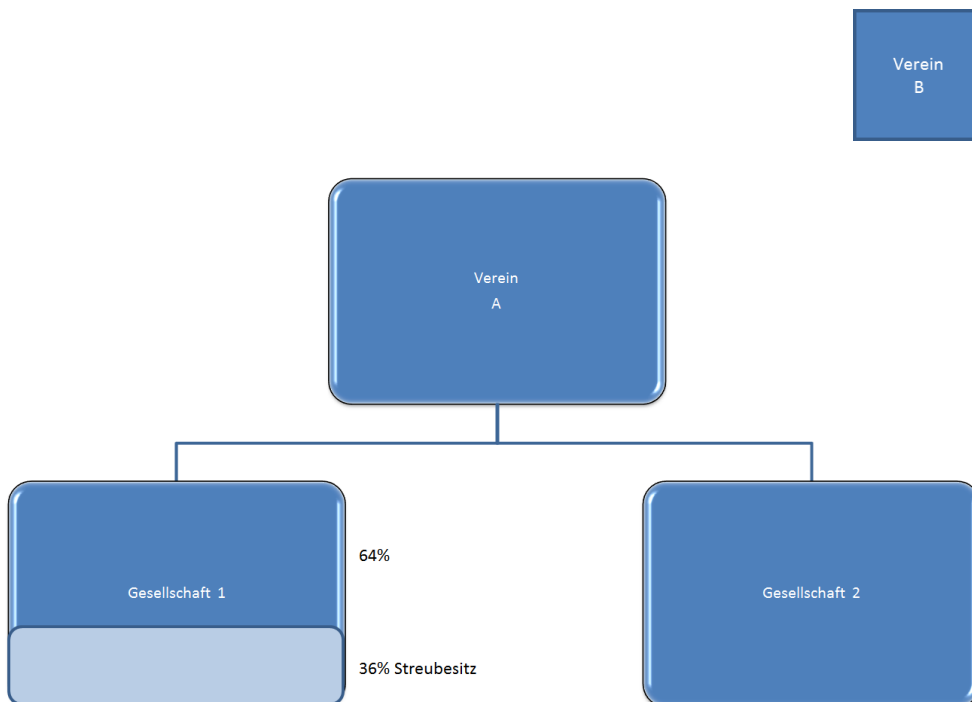 Verein
B
Verein
A
64%
Gesellschaft 1
Gesellschaft 2
36% Streubesitz